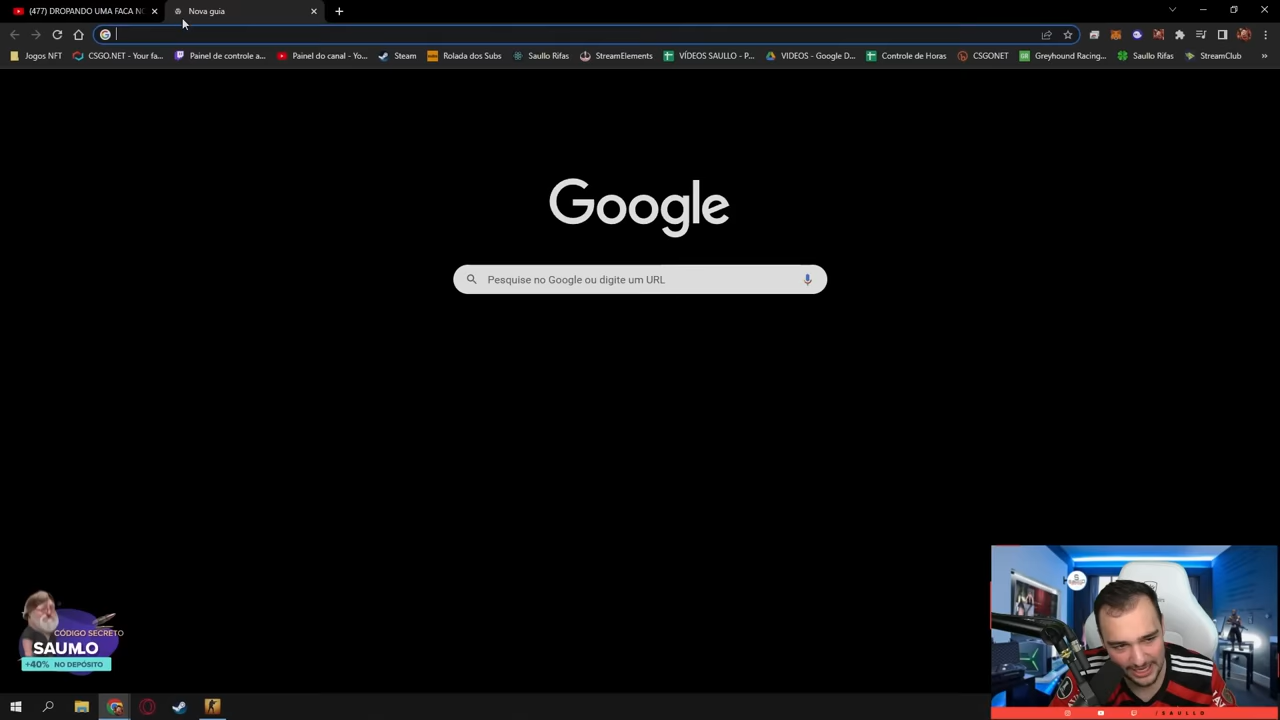 (477) DROPANDO UMA FACA N
Nova guia
Jogos NFT
CSGO.NET - Your fa...
Painel de controle a...
Painel do canal - Yo...
Steam
Rolada dos Subs
Saullo Rifas
StreamElements
VÍDEOS SAULLO - P...
VIDEOS - Google D...
Controle de Horas
CSGONET
Greyhound Racing...
Saullo Rifas
StreamClub
Google
Pesquise no Google ou digite um URL
CÓDIGO SECRETO
+40% NO DEPÓSITO
/SAULLO